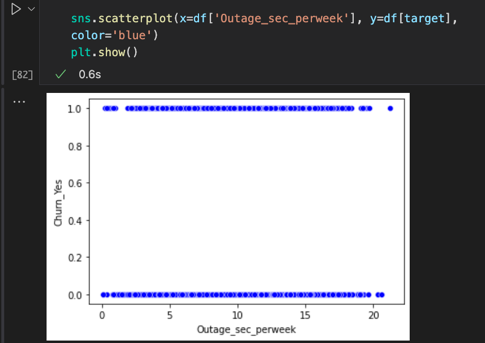 sns.scatterplot(x=df['Outage_sec_perweek'], y=df[target],
color='blue')
plt.show()
[82]
0.6s
...
1.0
0.8
0.6
0.4
0.2
0.0
Churn_Yes
0 5 10 15 20
Outage_sec_perweek